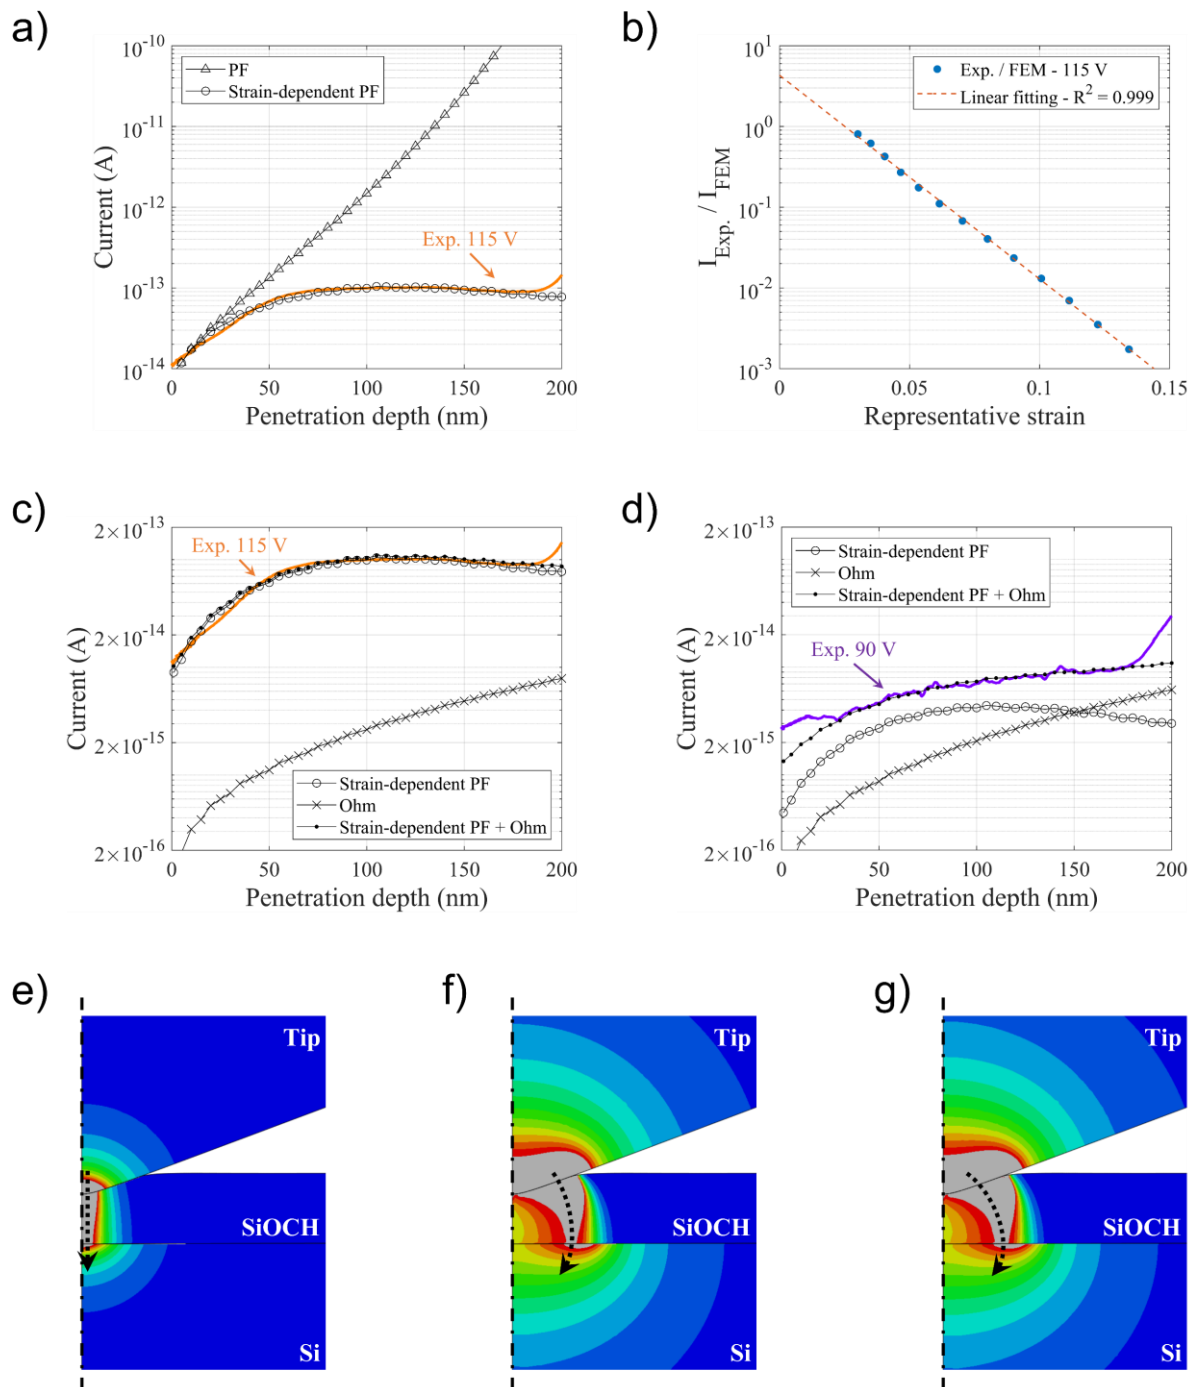 a)
10⁻¹⁰
10⁻¹¹
10⁻¹²
10⁻¹³
10⁻¹⁴
Current (A)
PF
Strain-dependent PF
Exp. 115 V
0 50 100 150 200
Penetration depth (nm)
b)
10¹
10⁰
10⁻¹
10⁻²
10⁻³
I_Exp. / I_FEM
Exp. / FEM - 115 V
Linear fitting - R² = 0.999
0 0.05 0.1 0.15
Representative strain
c)
2×10⁻¹³
2×10⁻¹⁴
2×10⁻¹⁵
2×10⁻¹⁶
Current (A)
Exp. 115 V
Strain-dependent PF
Ohm
Strain-dependent PF + Ohm
0 50 100 150 200
Penetration depth (nm)
d)
2×10⁻¹³
2×10⁻¹⁴
2×10⁻¹⁵
2×10⁻¹⁶
Current (A)
Strain-dependent PF
Ohm
Strain-dependent PF + Ohm
Exp. 90 V
0 50 100 150 200
Penetration depth (nm)
e)
Tip
SiOCH
Si
f)
Tip
SiOCH
Si
g)
Tip
SiOCH
Si